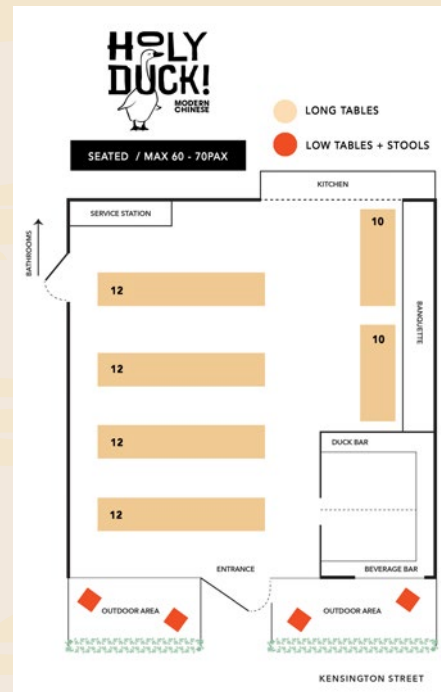 HOLY
DUCK!
MODERN
CHINESE
LONG TABLES
LOW TABLES + STOOLS
SEATED / MAX 60 - 70PAX
KITCHEN
SERVICE STATION
BATHROOMS
10
12
BANQUETTE
10
12
12
DUCK BAR
12
ENTRANCE
BEVERAGE BAR
OUTDOOR AREA
OUTDOOR AREA
KENSINGTON STREET